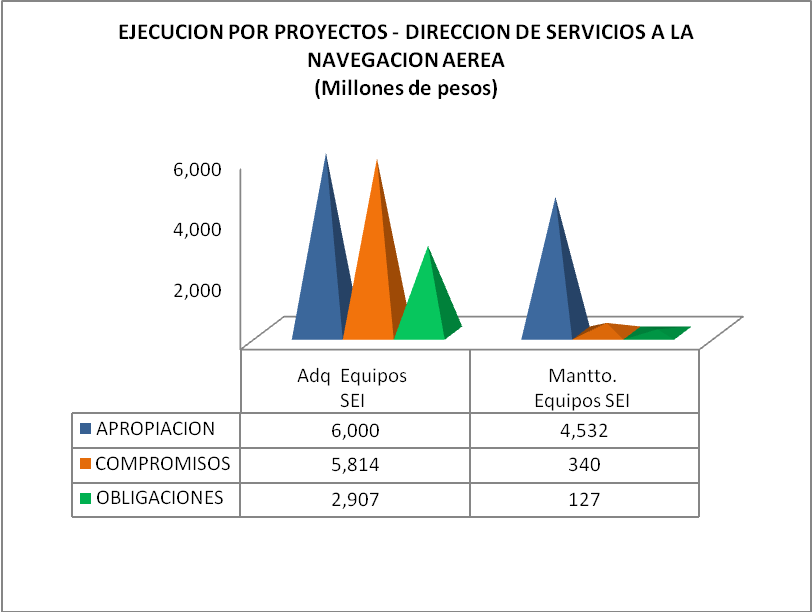 EJECUCION POR PROYECTOS - DIRECCION DE SERVICIOS A LA
NAVEGACION AEREA
(Millones de pesos)
6,000
4,000
2,000
Adq Equipos
SEI
Mantto.
Equipos SEI
APROPIACION 6,000 4,532
COMPROMISOS 5,814 340
OBLIGACIONES 2,907 127